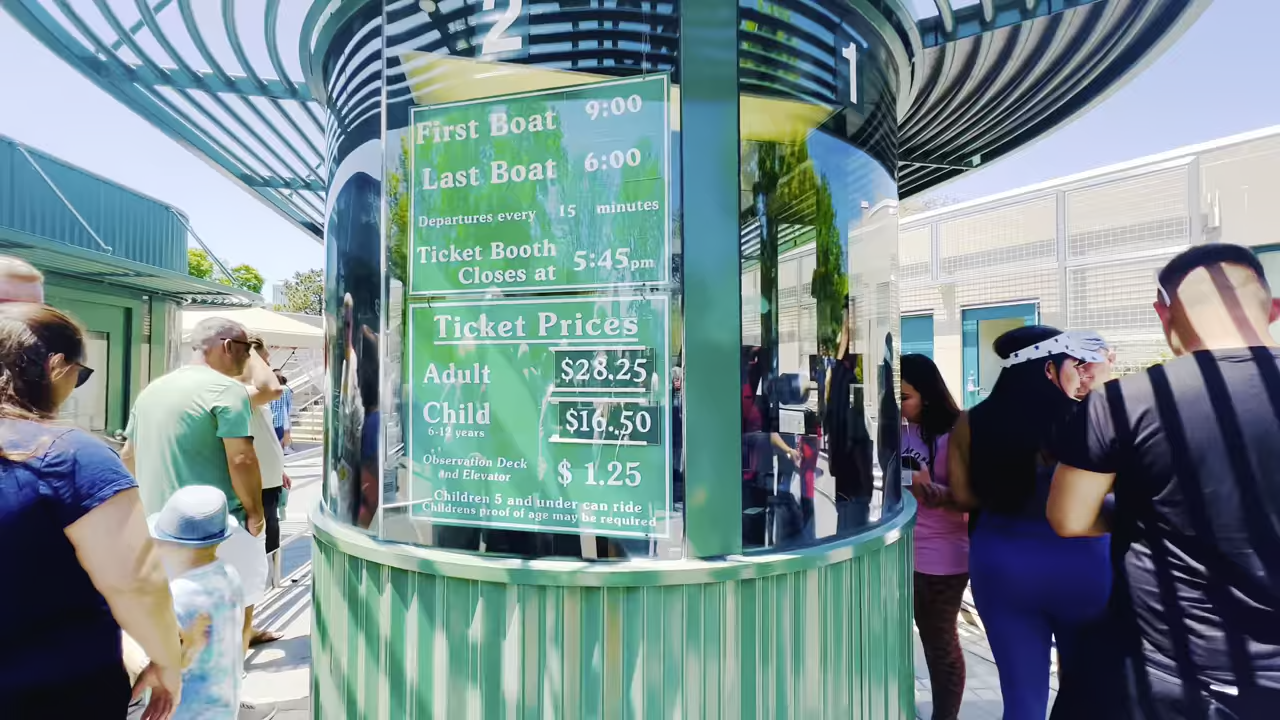 2
1
First Boat 9:00
Last Boat 6:00
Departures every 15 minutes
Ticket Booth
Closes at 5:45pm
Ticket Prices
Adult $28.25
Child $16.50
6-12 years
Observation Deck
and Elevator $ 1.25
Children 5 and under can ride
Childrens proof of age may be required